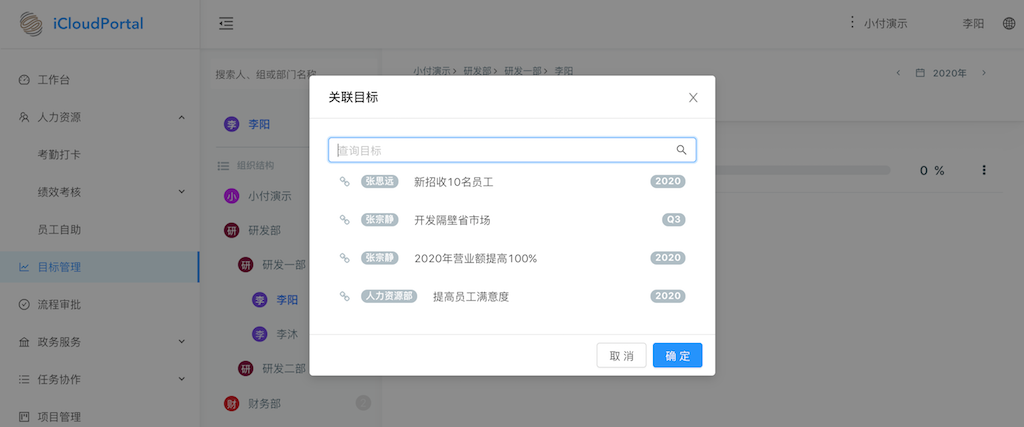 iCloudPortal
小付演示
李阳
工作台
人力资源
考勤打卡
绩效考核
员工自助
目标管理
流程审批
政务服务
任务协作
项目管理
搜索人、组或部门名称
李 李阳
组织结构
小 小付演示
研 研发部
研 研发一部
李 李阳
李 李沐
研 研发二部
财 财务部 2
小付演示 > 研发部 > 研发一部 > 李阳
< 2020年 >
0 %
关联目标
查询目标
张思远 新招收10名员工 2020
张宗静 开发隔壁省市场 Q3
张宗静 2020年营业额提高100% 2020
人力资源部 提高员工满意度 2020
取 消
确 定